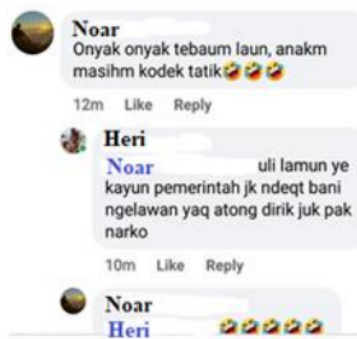 Noar
Onyak onyak tebaum laun, anakm
masihm kodek tatik🤣🤣🤣
12m Like Reply
Heri
Noar uli lamun ye
kayun pemerintah jk ndeqt bani
ngelawan yaq atong dirik juk pak
narko
10m Like Reply
Noar
Heri 🤣🤣🤣🤣🤣